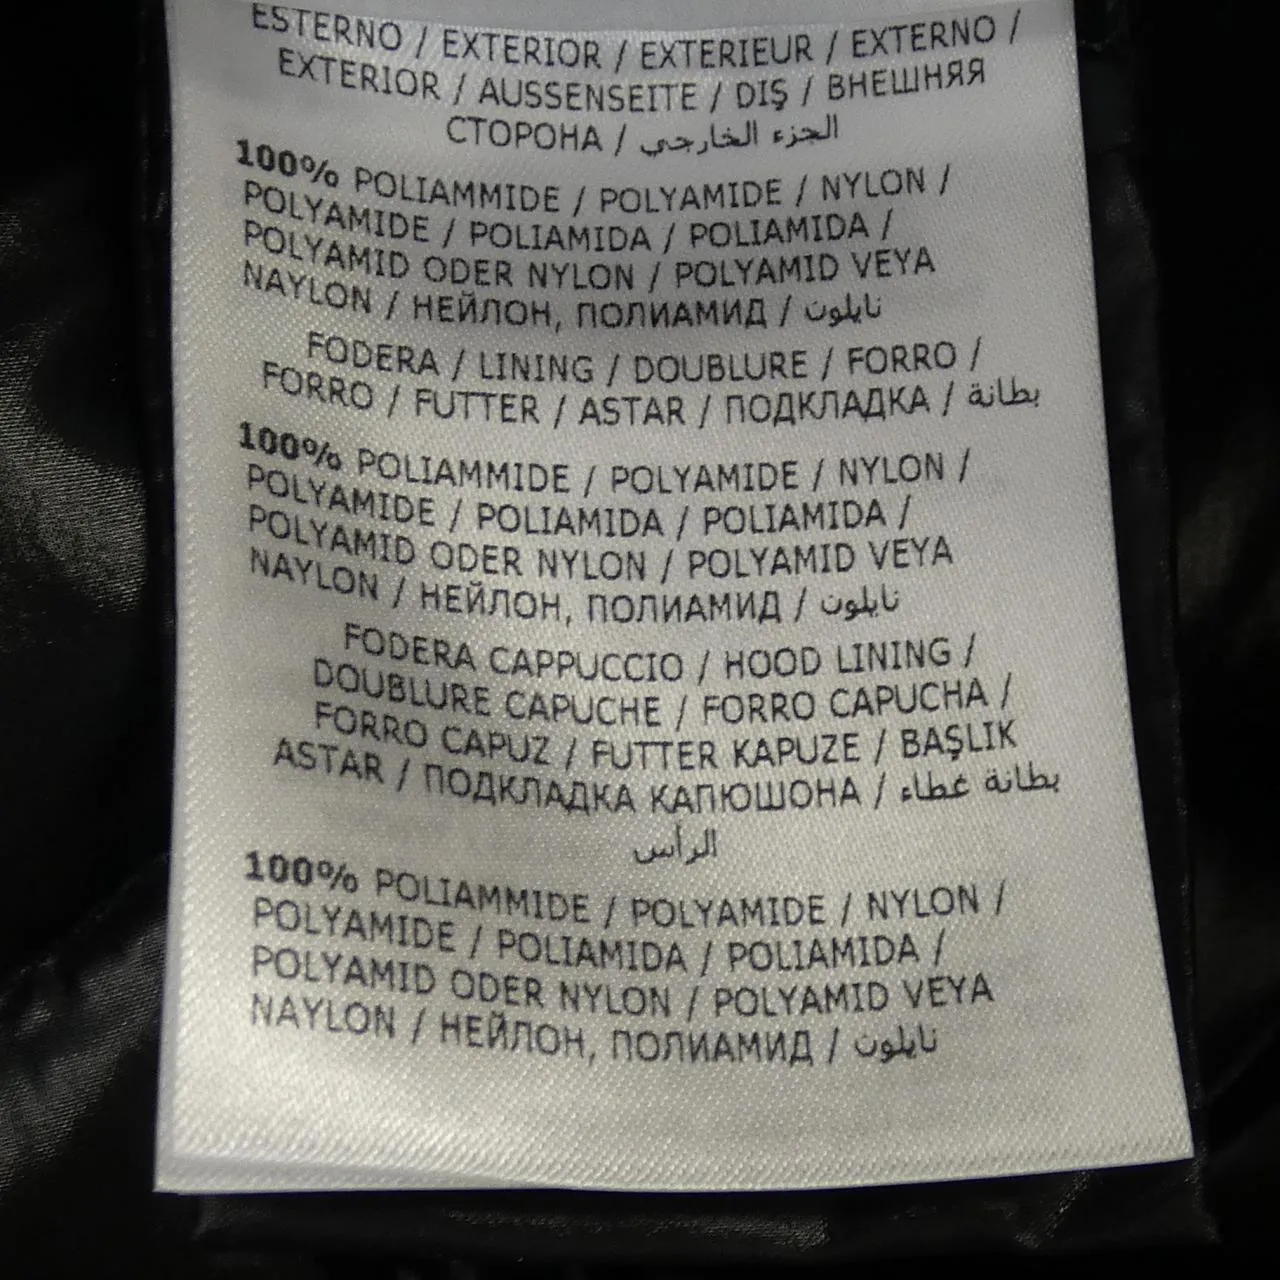 ESTERNO / EXTERIOR / EXTERIEUR / EXTERNO /
EXTERIOR / AUSSENSEITE / DIŞ / ВНЕШНЯЯ
СТОРОНА / الجزء الخارجي
100% POLIAMMIDE / POLYAMIDE / NYLON /
POLYAMIDE / POLIAMIDA / POLIAMIDA /
POLYAMID ODER NYLON / POLYAMID VEYA
NAYLON / НЕЙЛОН, ПОЛИАМИД / نايلون
FODERA / LINING / DOUBLURE / FORRO /
FORRO / FUTTER / ASTAR / ПОДКЛАДКА / بطانة
100% POLIAMMIDE / POLYAMIDE / NYLON /
POLYAMIDE / POLIAMIDA / POLIAMIDA /
POLYAMID ODER NYLON / POLYAMID VEYA
NAYLON / НЕЙЛОН, ПОЛИАМИД / نايلون
FODERA CAPPUCCIO / HOOD LINING /
DOUBLURE CAPUCHE / FORRO CAPUCHA /
FORRO CAPUZ / FUTTER KAPUZE / BAŞLIK
ASTAR / ПОДКЛАДКА КАПЮШОНА / بطانة غطاء
الرأس
100% POLIAMMIDE / POLYAMIDE / NYLON /
POLYAMIDE / POLIAMIDA / POLIAMIDA /
POLYAMID ODER NYLON / POLYAMID VEYA
NAYLON / НЕЙЛОН, ПОЛИАМИД / نايلون